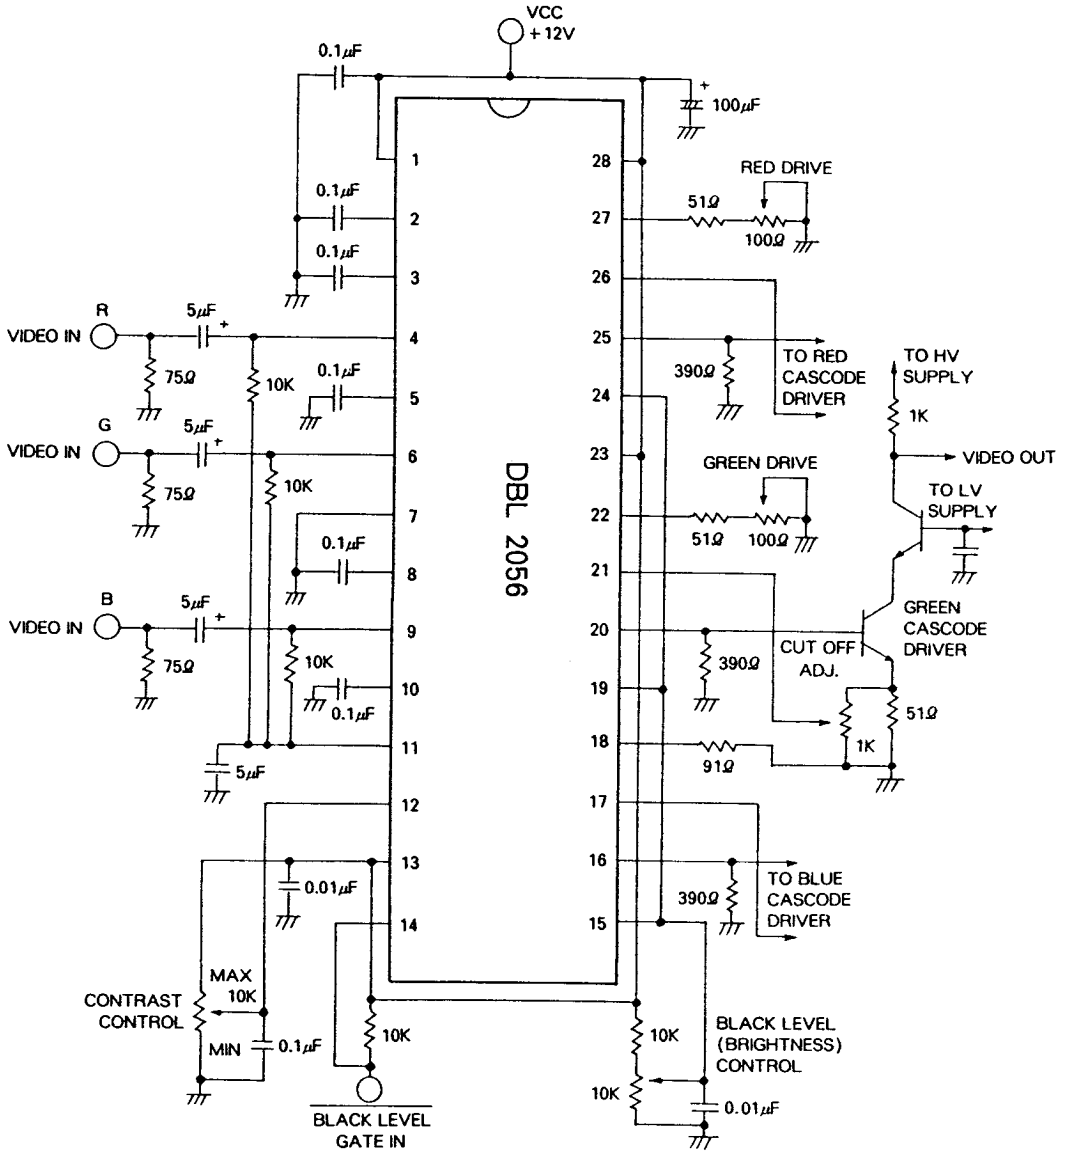 VCC
+12V
0.1µF
+
100µF
1
28
RED DRIVE
0.1µF
51Ω
2
27
100Ω
0.1µF
3
26
R
5µF
+
VIDEO IN
4
25
TO RED
CASCODE
DRIVER
TO HV
SUPPLY
75Ω
10K
0.1µF
390Ω
5
24
1K
G
5µF
+
VIDEO IN
6
23
GREEN DRIVE
VIDEO OUT
75Ω
10K
DBL 2056
TO LV
SUPPLY
7
22
51Ω
100Ω
0.1µF
8
21
B
5µF
+
VIDEO IN
9
20
GREEN
CASCODE
DRIVER
75Ω
10K
CUT OFF
ADJ.
390Ω
10
19
0.1µF
51Ω
11
18
1K
5µF
91Ω
12
17
13
16
0.01µF
TO BLUE
CASCODE
DRIVER
390Ω
14
15
MAX
10K
CONTRAST
CONTROL
MIN
0.1µF
10K
10K
BLACK LEVEL
(BRIGHTNESS)
CONTROL
10K
0.01µF
BLACK LEVEL
GATE IN